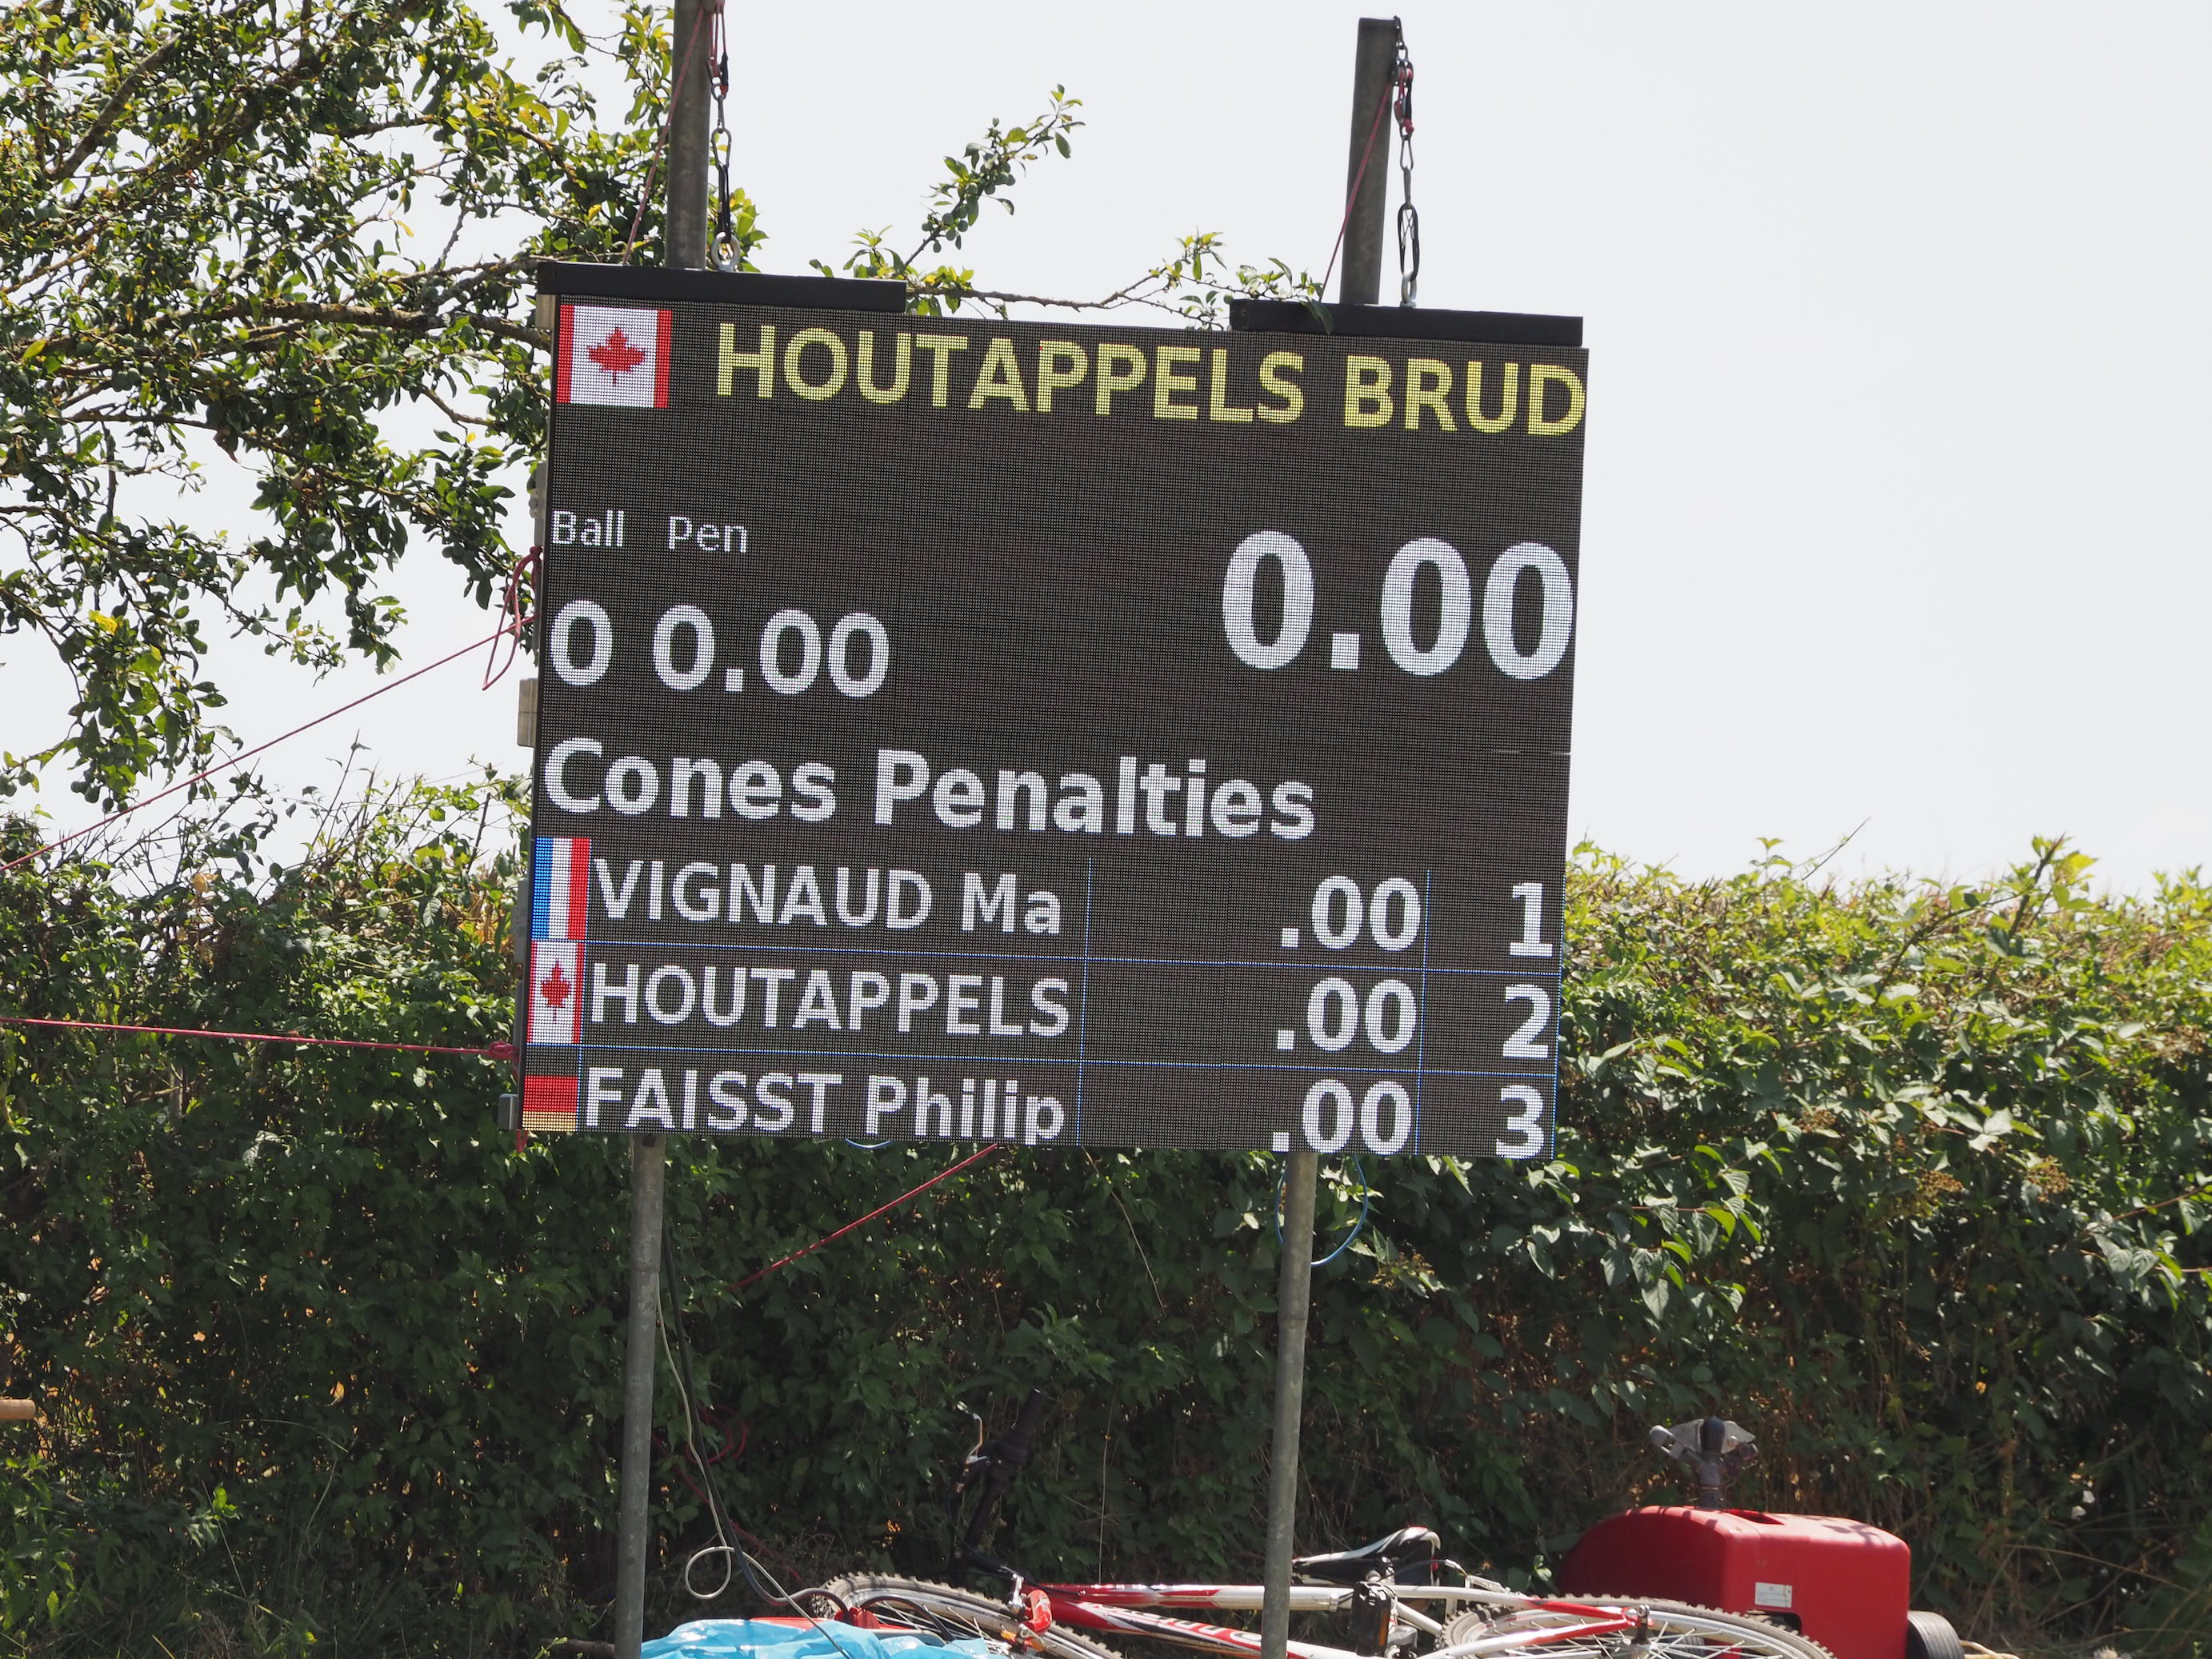 HOUTAPPELS BRUD
Ball Pen
0 0.00 0.00
Cones Penalties
VIGNAUD Ma .00 1
HOUTAPPELS .00 2
FAISST Philip .00 3